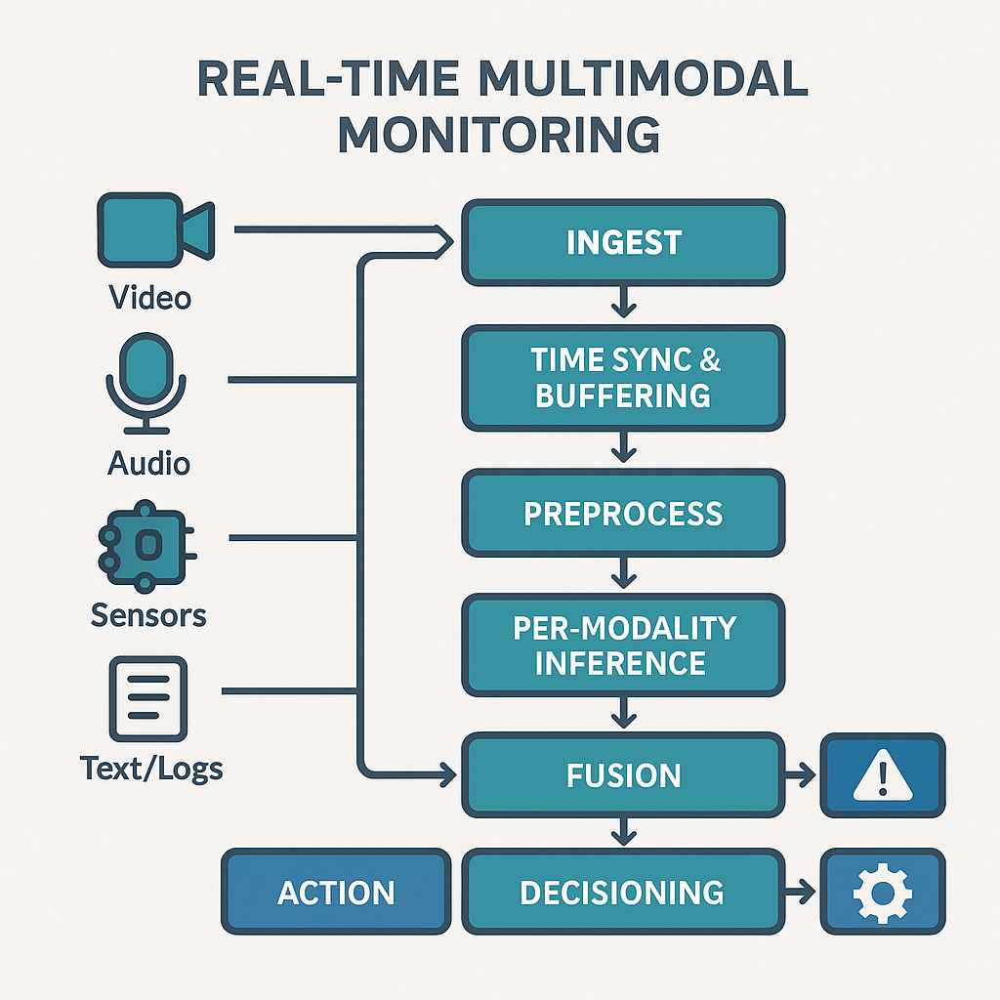 REAL-TIME MULTIMODAL
MONITORING
Video
Audio
Sensors
Text/Logs
INGEST
TIME SYNC &
BUFFERING
PREPROCESS
PER-MODALITY
INFERENCE
FUSION
ACTION
DECISIONING